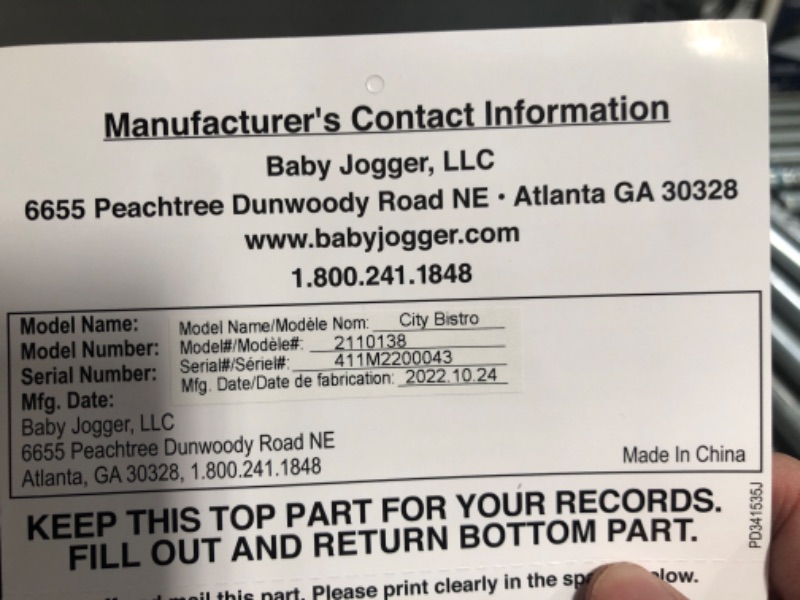 Manufacturer's Contact Information
Baby Jogger, LLC
6655 Peachtree Dunwoody Road NE • Atlanta GA 30328
www.babyjogger.com
1.800.241.1848
Model Name:
Model Number:
Serial Number:
Mfg. Date:
Model Name/Modèle Nom: City Bistro
Model#/Modèle#: 2110138
Serial#/Sériel#: 411M2200043
Mfg. Date/Date de fabrication: 2022.10.24
Baby Jogger, LLC
6655 Peachtree Dunwoody Road NE
Atlanta, GA 30328, 1.800.241.1848
Made In China
KEEP THIS TOP PART FOR YOUR RECORDS.
FILL OUT AND RETURN BOTTOM PART.
PD341535J
mail this part. Please print clearly in the